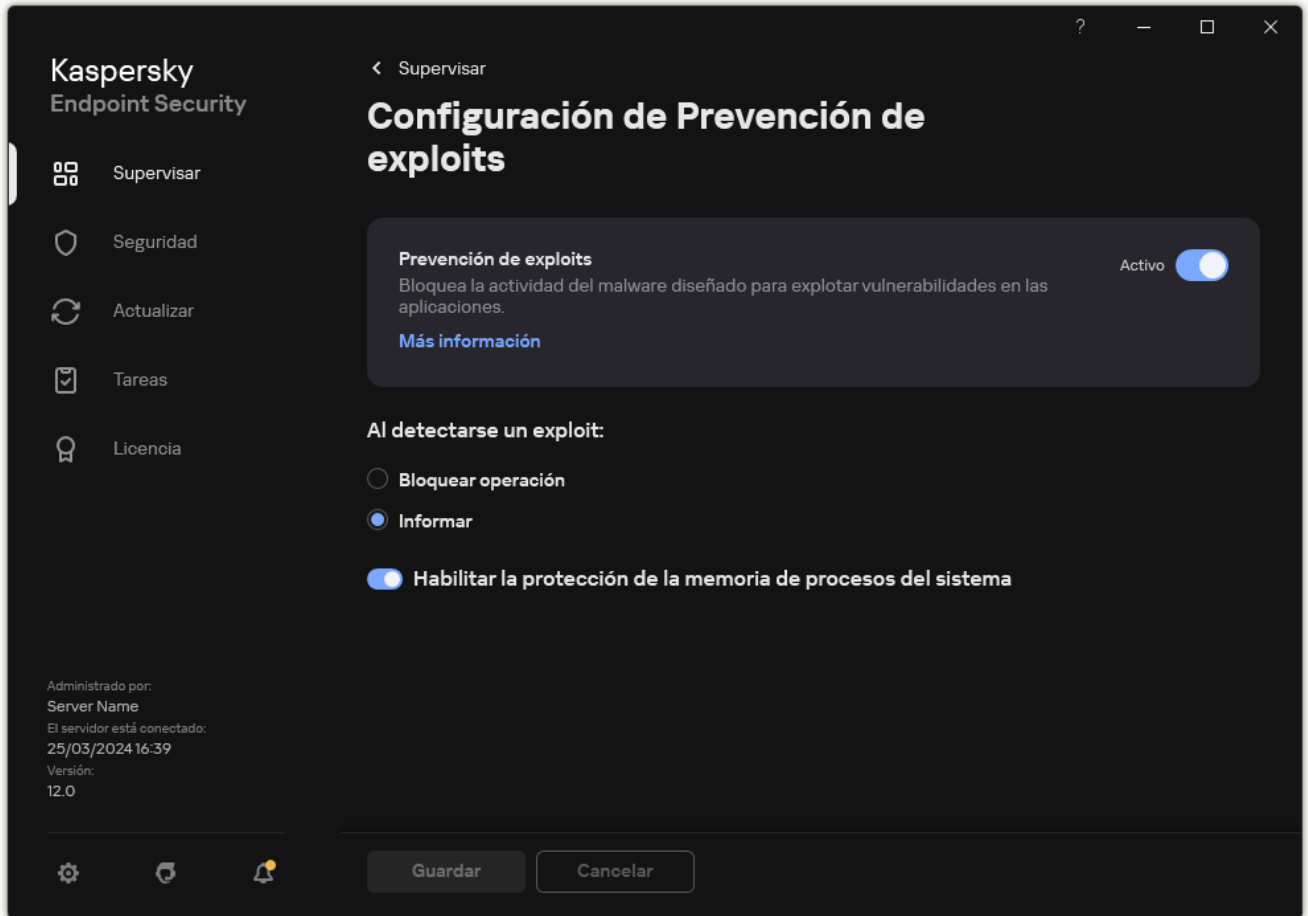 ?
Kaspersky
Endpoint Security
Supervisar
Seguridad
Actualizar
Tareas
Licencia
Administrado por:
Server Name
El servidor está conectado:
25/03/2024 16:39
Versión:
12.0
Supervisar
Configuración de Prevención de
exploits
Prevención de exploits
Activo
Bloquea la actividad del malware diseñado para explotar vulnerabilidades en las
aplicaciones.
Más información
Al detectarse un exploit:
Bloquear operación
Informar
Habilitar la protección de la memoria de procesos del sistema
Guardar
Cancelar